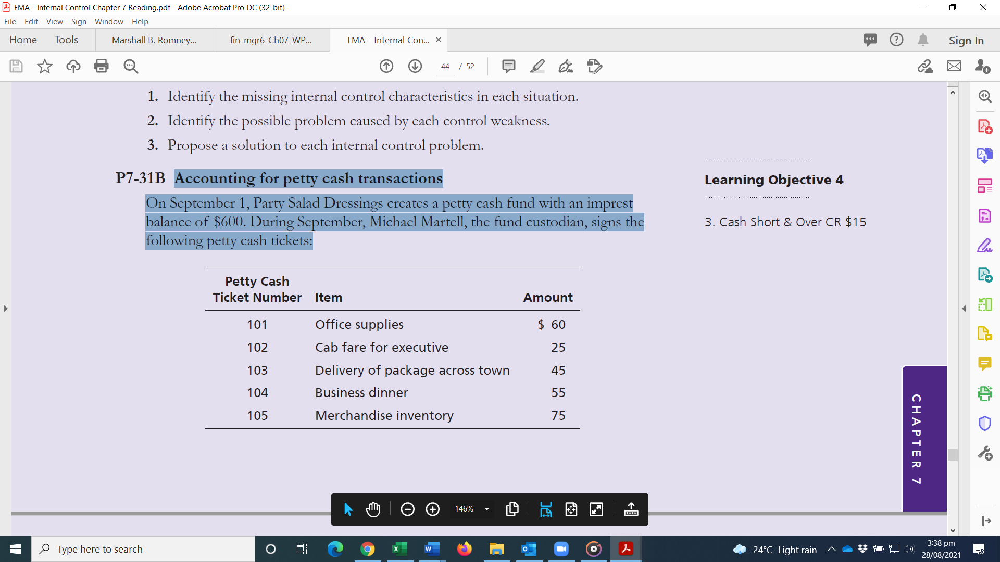 FMA - Internal Control Chapter 7 Reading.pdf - Adobe Acrobat Pro DC (32-bit)
File Edit View Sign Window Help
Home Tools Marshall B. Romney... fin-mgr6_Ch07_WP... FMA - Internal Con... × Sign In
44 / 52
1. Identify the missing internal control characteristics in each situation.
2. Identify the possible problem caused by each control weakness.
3. Propose a solution to each internal control problem.
P7-31B Accounting for petty cash transactions
On September 1, Party Salad Dressings creates a petty cash fund with an imprest
balance of $600. During September, Michael Martell, the fund custodian, signs the
following petty cash tickets:
Learning Objective 4
3. Cash Short & Over CR $15
Petty Cash
Ticket Number Item Amount
101 Office supplies $ 60
102 Cab fare for executive 25
103 Delivery of package across town 45
104 Business dinner 55
105 Merchandise inventory 75
CHAPTER 7
146%
Type here to search
24°C Light rain
3:38 pm
28/08/2021